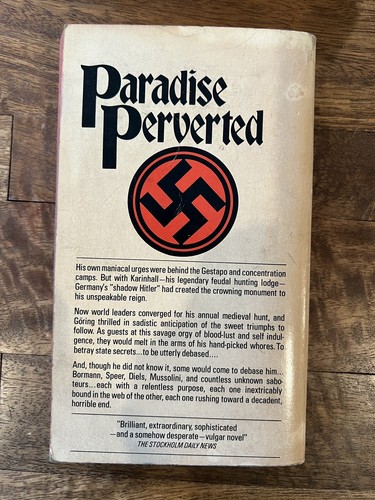 Paradise
Perverted
His own maniacal urges were behind the Gestapo and concentration
camps. But with Karinhall—his legendary feudal hunting lodge—
Germany's "shadow Hitler" had created the crowning monument to
his unspeakable reign.
Now world leaders converged for his annual medieval hunt, and
Göring thrilled in sadistic anticipation of the sweet triumphs to
follow. As guests at this savage orgy of blood-lust and self indul-
gence, they would melt in the arms of his hand-picked whores. To
betray state secrets...to be utterly debased....
And, though he did not know it, some would come to debase him...
Bormann, Speer, Diels, Mussolini, and countless unknown sabo-
teurs...each with a relentless purpose, each one inextricably
bound in the web of the other, each one rushing toward a decadent,
horrible end.
"Brilliant, extraordinary, sophisticated
—and a somehow desperate—vulgar novel"
THE STOCKHOLM DAILY NEWS